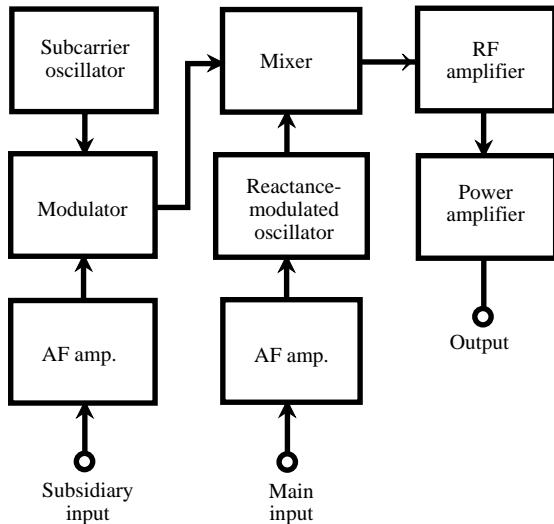 Subcarrier
oscillator
Mixer
RF
amplifier
Modulator
Reactance-
modulated
oscillator
Power
amplifier
AF amp.
AF amp.
Output
Subsidiary
input
Main
input